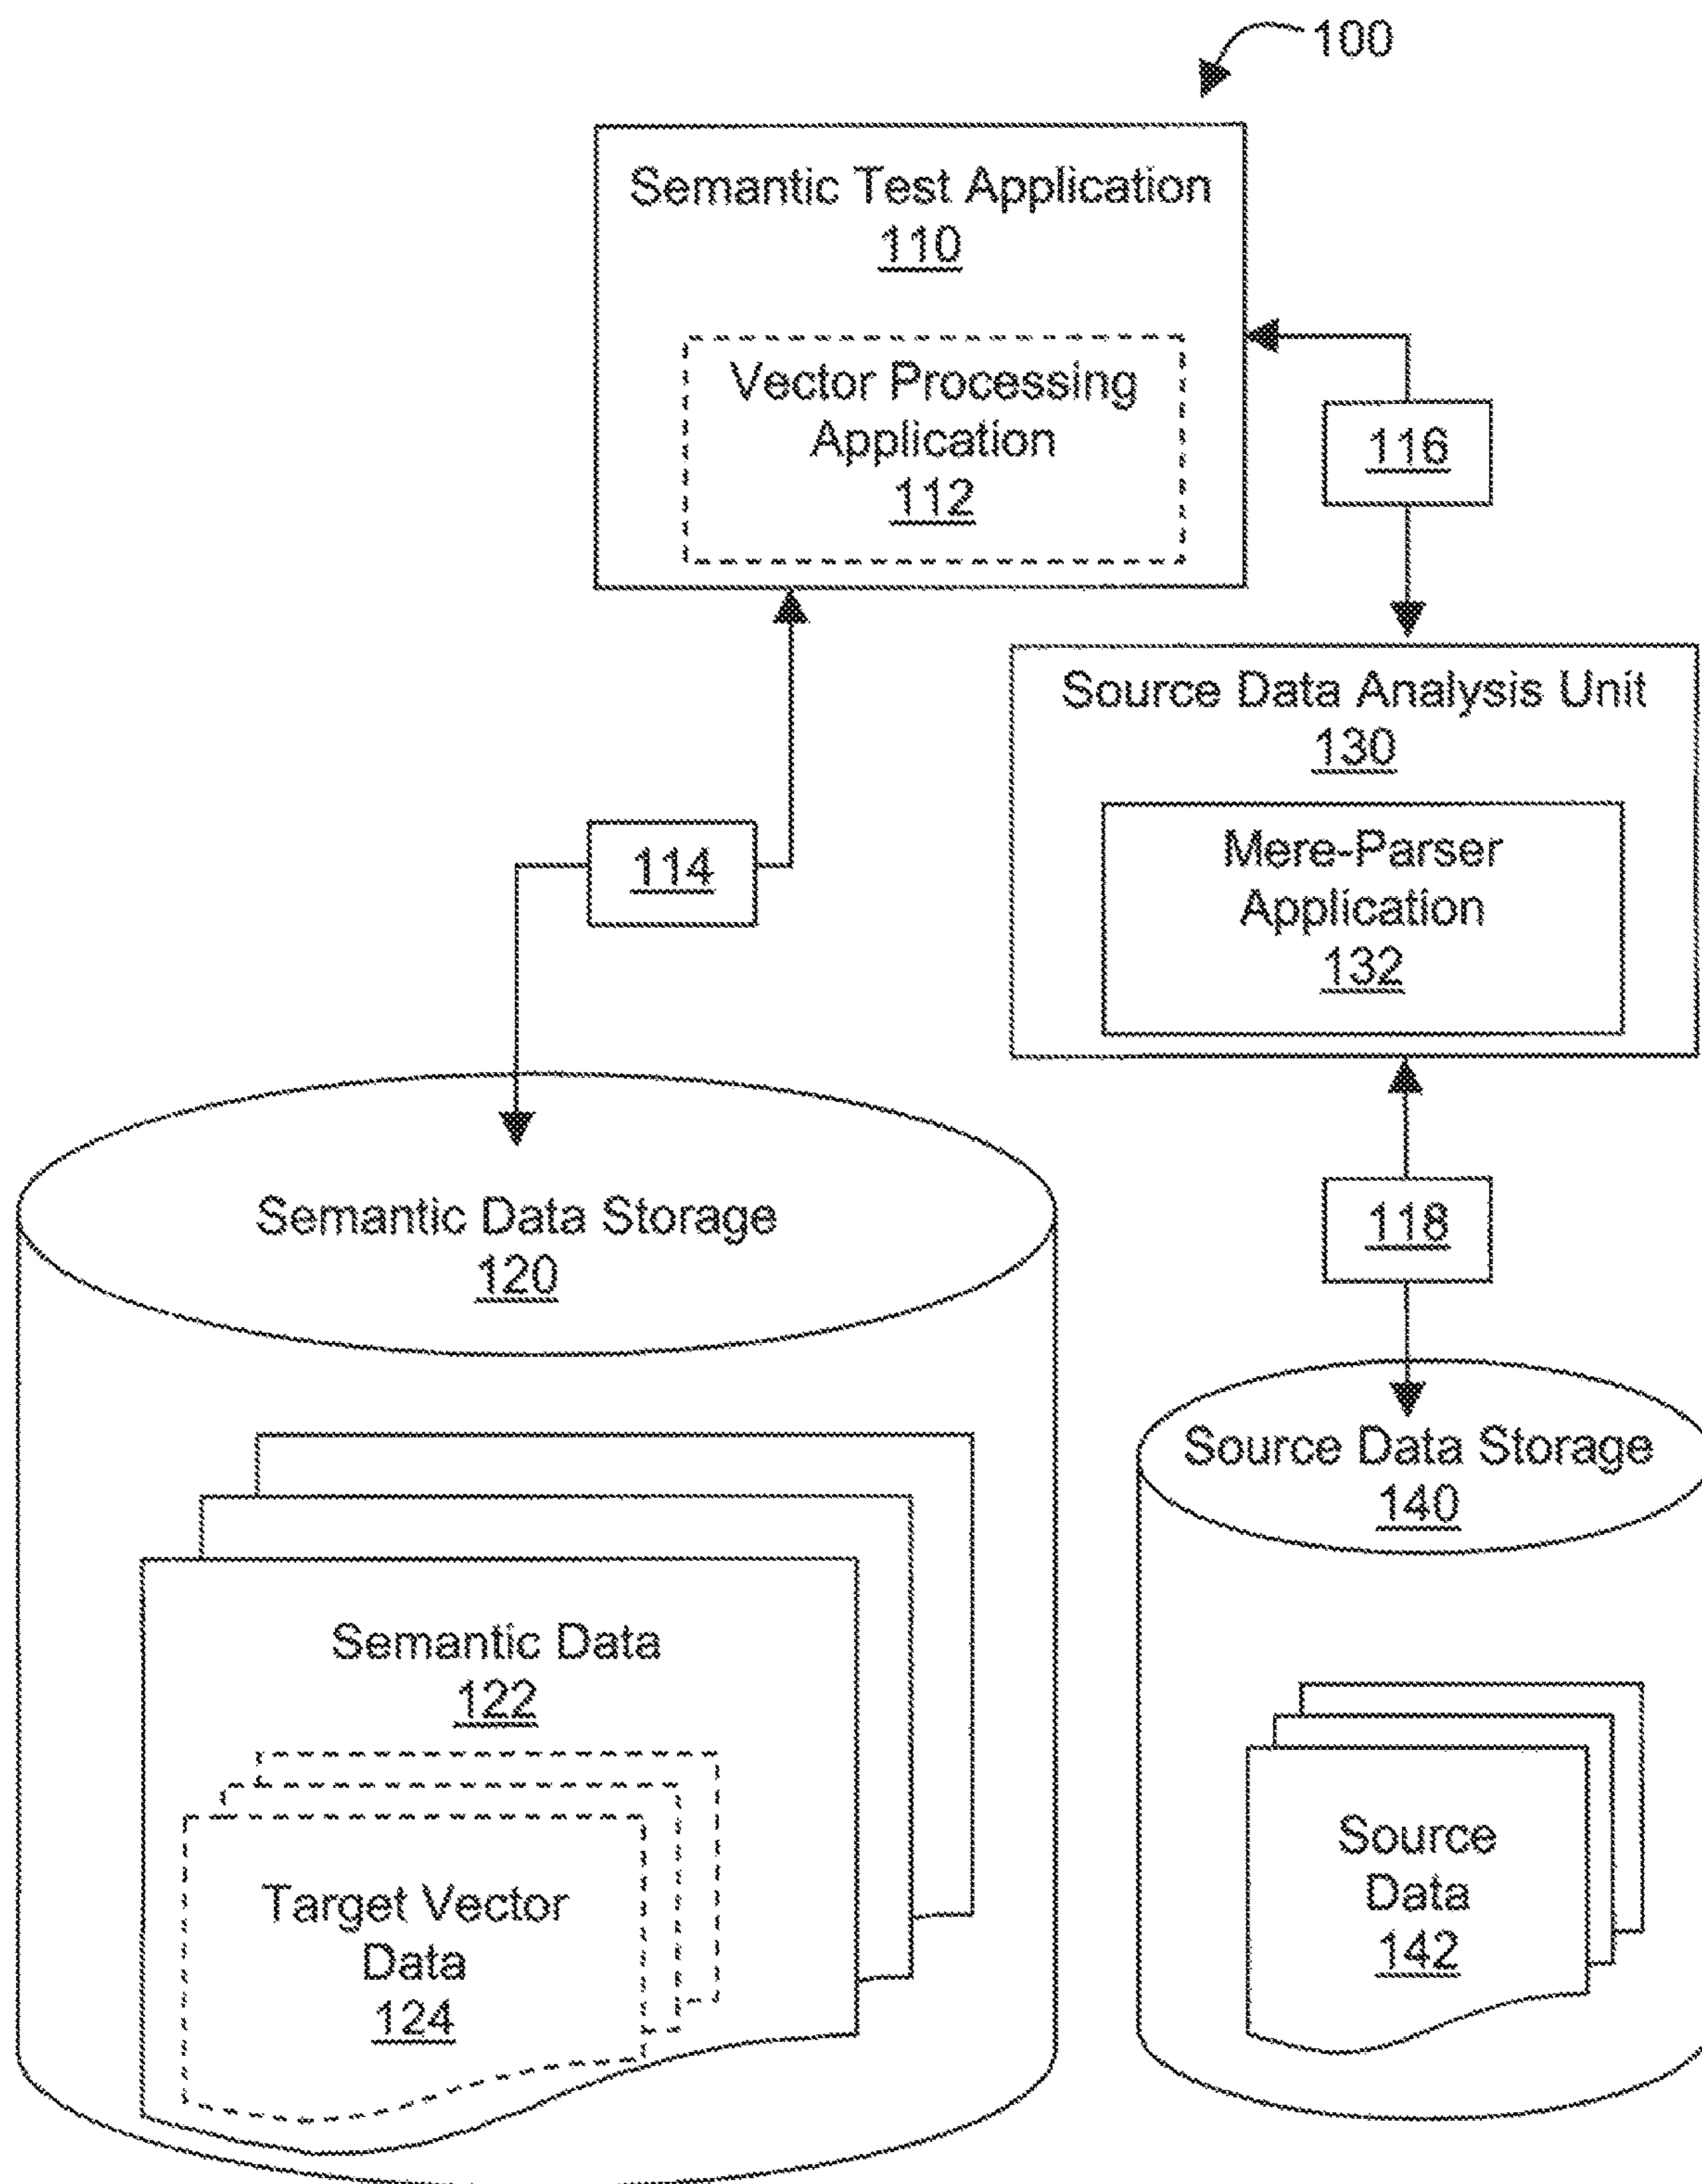 100
Semantic Test Application
110
Vector Processing
Application
112
116
Source Data Analysis Unit
130
Mere-Parser
Application
132
114
118
Semantic Data Storage
120
Source Data Storage
140
Semantic Data
122
Target Vector
Data
124
Source
Data
142